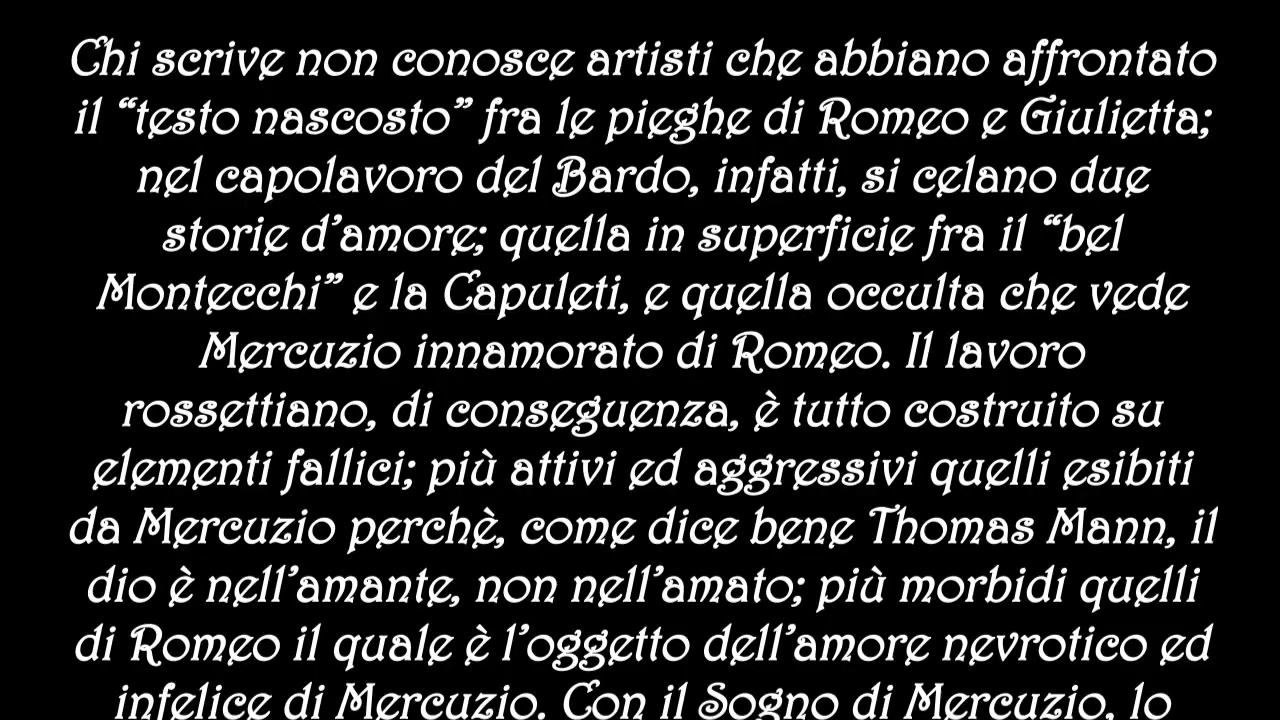 Chi scrive non conosce artisti che abbiano affrontato
il “testo nascosto” fra le pieghe di Romeo e Giulietta;
nel capolavoro del Bardo, infatti, si celano due
storie d’amore; quella in superficie fra il “bel
Montecchi” e la Capuleti, e quella occulta che vede
Mercuzio innamorato di Romeo. Il lavoro
rossettiano, di conseguenza, è tutto costruito su
elementi fallici; più attivi ed aggressivi quelli esibiti
da Mercuzio perchè, come dice bene Thomas Mann, il
dio è nell’amante, non nell’amato; più morbidi quelli
di Romeo il quale è l’oggetto dell’amore nevrotico ed
infelice di Mercuzio. Con il Sogno di Mercuzio, lo